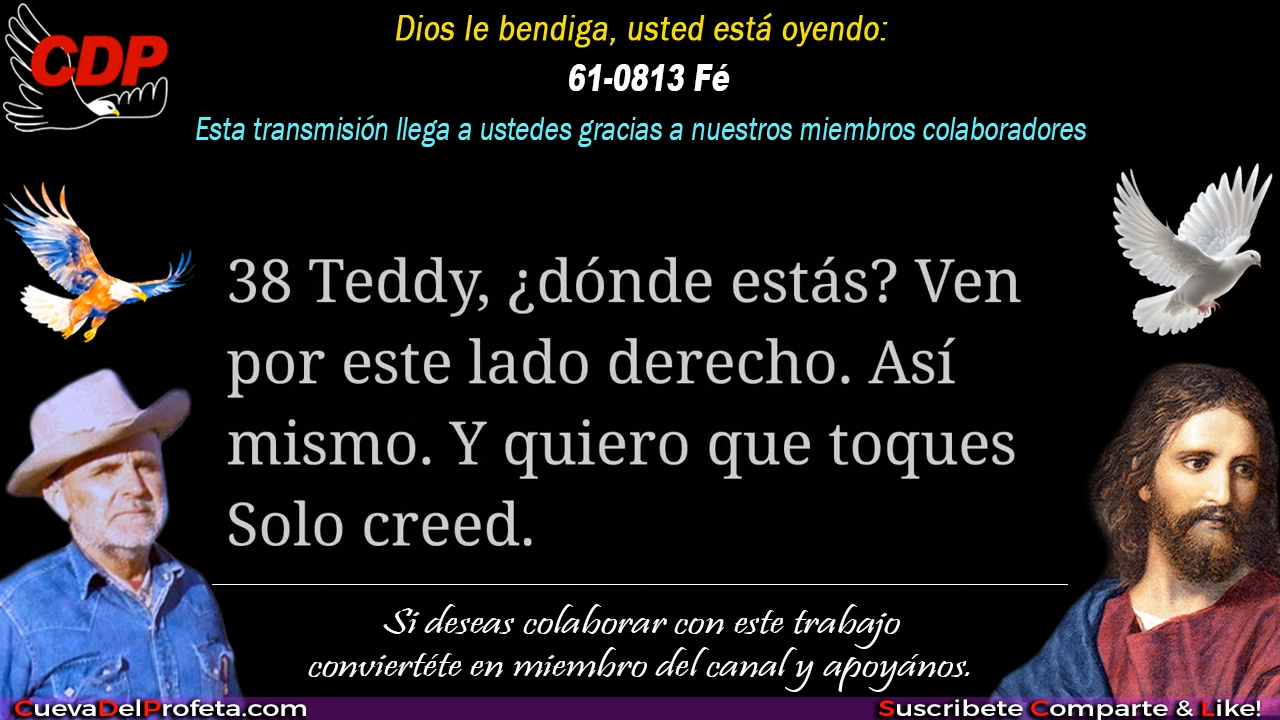 CDP
Dios le bendiga, usted está oyendo:
61-0813 Fé
Esta transmisión llega a ustedes gracias a nuestros miembros colaboradores
38 Teddy, ¿dónde estás? Ven
por este lado derecho. Así
mismo. Y quiero que toques
Solo creed.
Si deseas colaborar con este trabajo
conviertéte en miembro del canal y apoyános.
CuevaDelProfeta.com
Suscribete Comparte & Like!